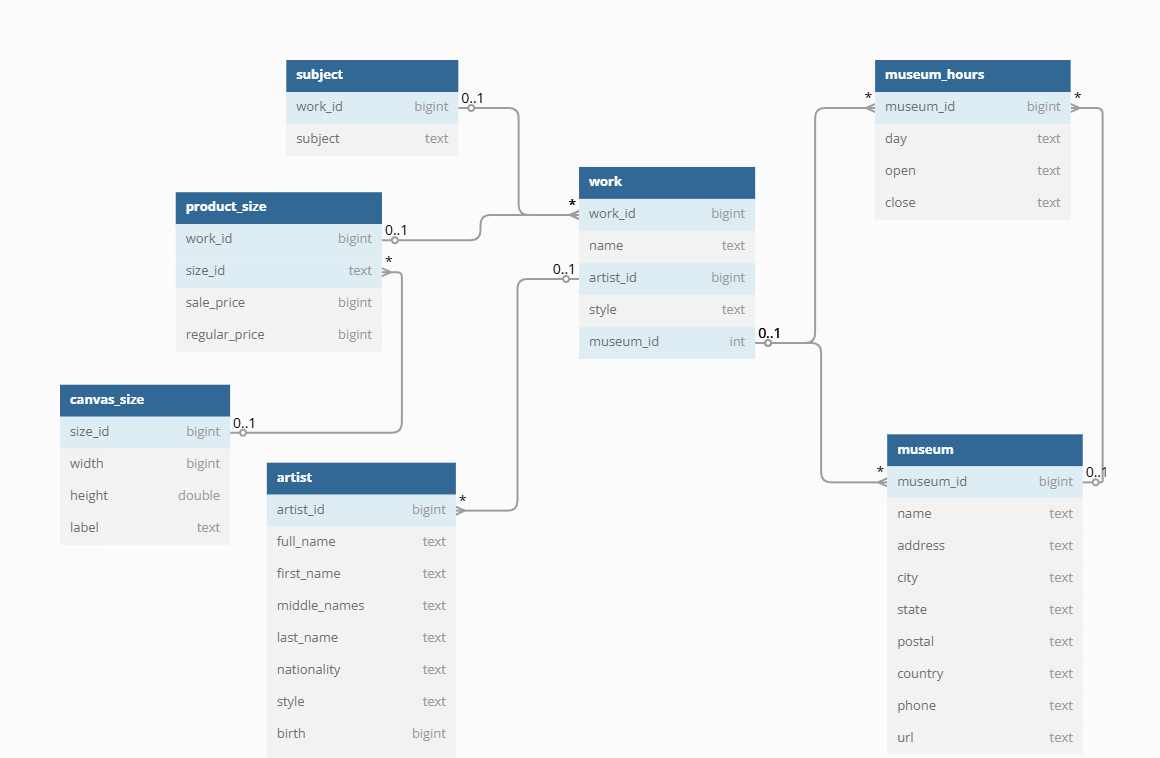 subject
work_id bigint
subject text
0..1
product_size
work_id bigint
size_id text
sale_price bigint
regular_price bigint
0..1
*
canvas_size
size_id bigint
width bigint
height double
label text
0..1
artist
artist_id bigint
full_name text
first_name text
middle_names text
last_name text
nationality text
style text
birth bigint
*
work
work_id bigint
name text
artist_id bigint
style text
museum_id int
*
0..1
0..1
museum_hours
museum_id bigint
day text
open text
close text
*
*
museum
museum_id bigint
name text
address text
city text
state text
postal text
country text
phone text
url text
*
0..1